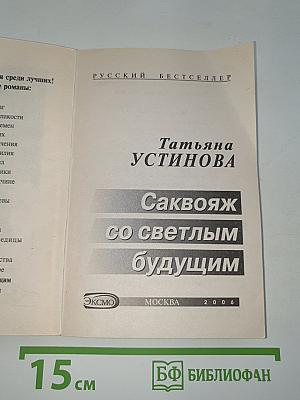 я среди лучших!
е романы:
РУССКИЙ БЕСТСЕЛЛЕР
Татьяна
УСТИНОВА
Саквояж
со светлым
будущим
ЭКСМО
МОСКВА 2006
15 см
БФ БИБЛИОФАН